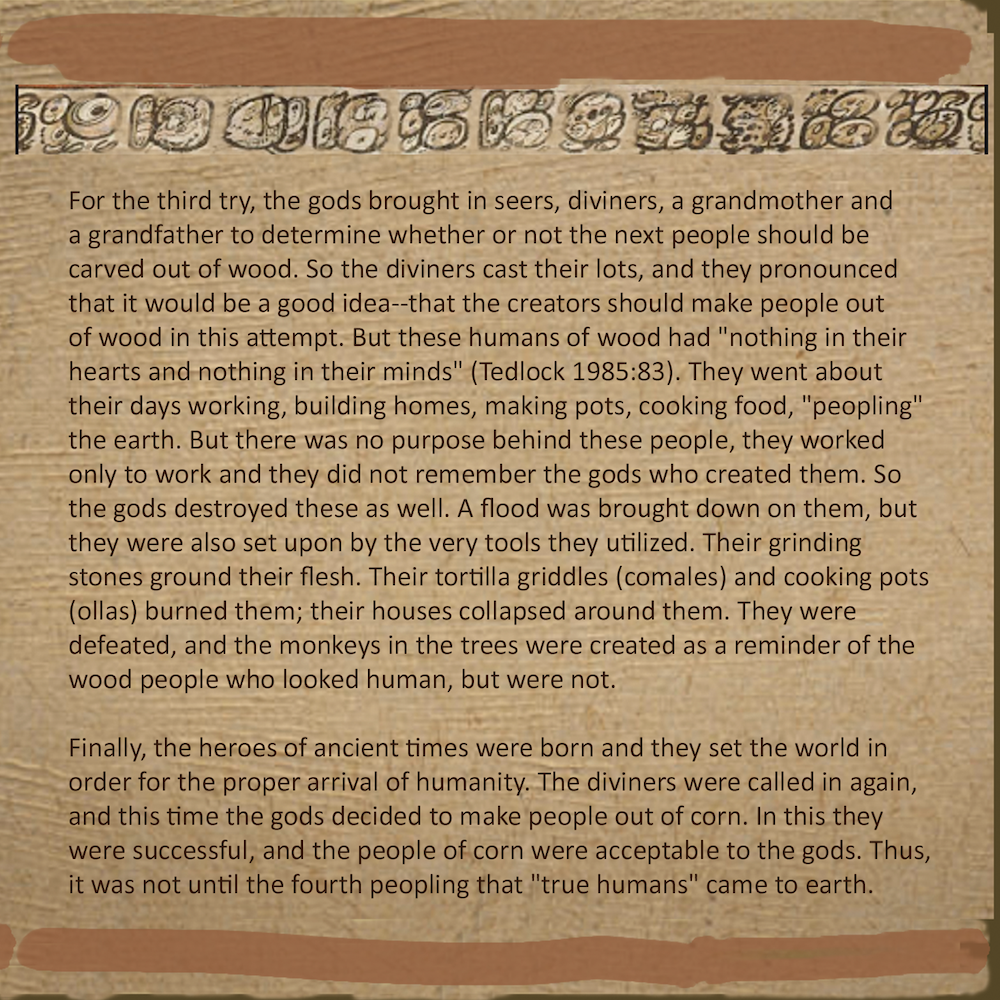 For the third try, the gods brought in seers, diviners, a grandmother and
a grandfather to determine whether or not the next people should be
carved out of wood. So the diviners cast their lots, and they pronounced
that it would be a good idea--that the creators should make people out
of wood in this attempt. But these humans of wood had "nothing in their
hearts and nothing in their minds" (Tedlock 1985:83). They went about
their days working, building homes, making pots, cooking food, "peopling"
the earth. But there was no purpose behind these people, they worked
only to work and they did not remember the gods who created them. So
the gods destroyed these as well. A flood was brought down on them, but
they were also set upon by the very tools they utilized. Their grinding
stones ground their flesh. Their tortilla griddles (comales) and cooking pots
(ollas) burned them; their houses collapsed around them. They were
defeated, and the monkeys in the trees were created as a reminder of the
wood people who looked human, but were not.
Finally, the heroes of ancient times were born and they set the world in
order for the proper arrival of humanity. The diviners were called in again,
and this time the gods decided to make people out of corn. In this they
were successful, and the people of corn were acceptable to the gods. Thus,
it was not until the fourth peopling that "true humans" came to earth.